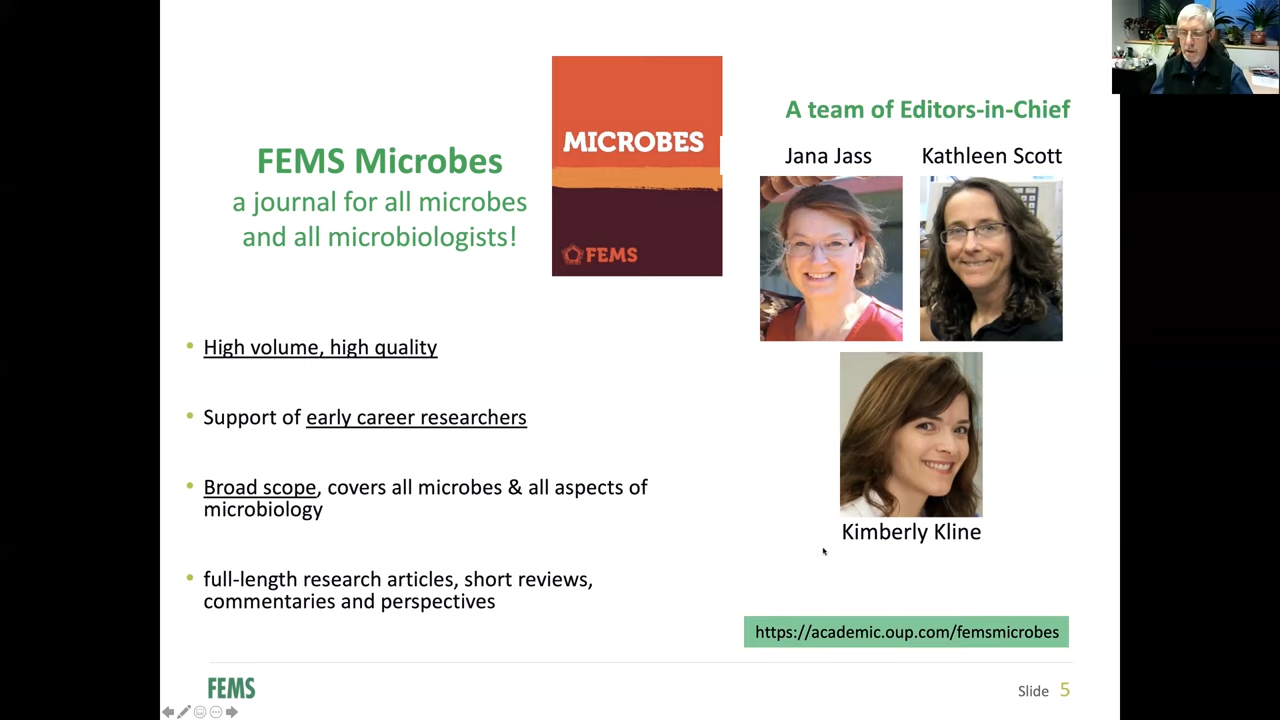 FEMS Microbes
a journal for all microbes
and all microbiologists!
MICROBES
FEMS
A team of Editors-in-Chief
Jana Jass
Kathleen Scott
Kimberly Kline
• High volume, high quality
• Support of early career researchers
• Broad scope, covers all microbes & all aspects of
microbiology
• full-length research articles, short reviews,
commentaries and perspectives
https://academic.oup.com/femsmicrobes
FEMS
Slide 5